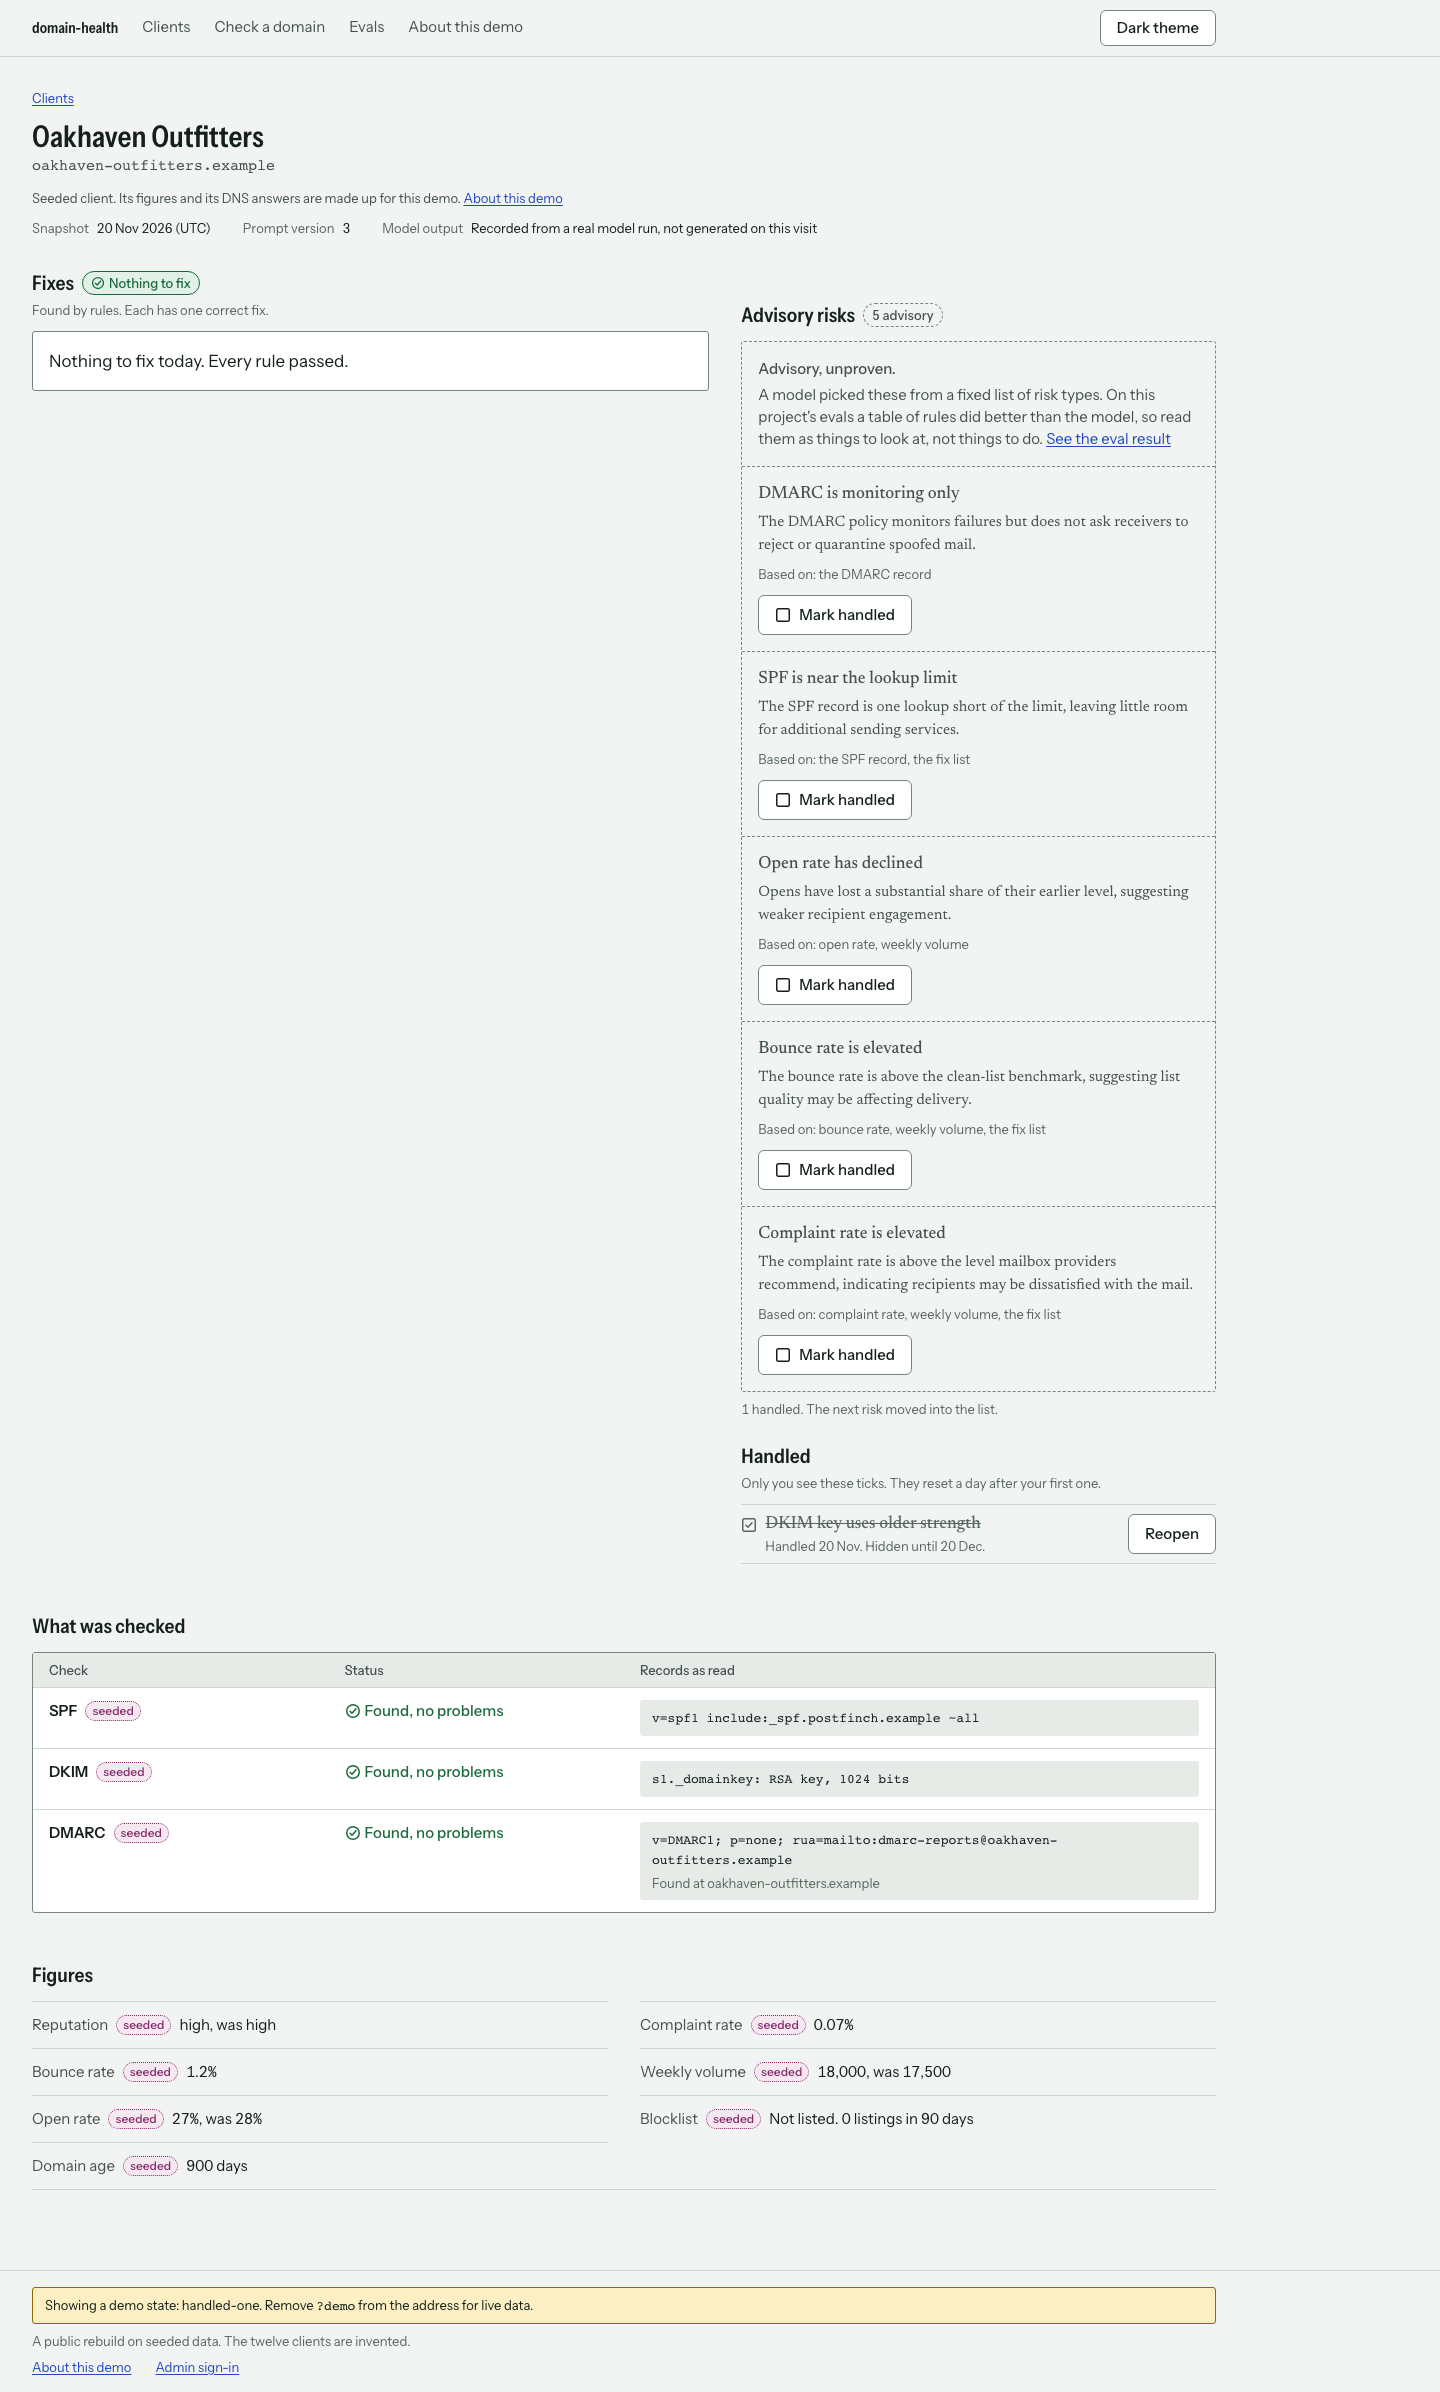 domain-health
Clients
Check a domain
Evals
About this demo
Dark theme
Clients
Oakhaven Outfitters
oakhaven-outfitters.example
Seeded client. Its figures and its DNS answers are made up for this demo. About this demo
Snapshot 20 Nov 2026 (UTC) Prompt version 3 Model output Recorded from a real model run, not generated on this visit
Fixes Nothing to fix
Found by rules. Each has one correct fix.
Nothing to fix today. Every rule passed.
Advisory risks 5 advisory
Advisory, unproven.
A model picked these from a fixed list of risk types. On this
project's evals a table of rules did better than the model, so read
them as things to look at, not things to do. See the eval result
DMARC is monitoring only
The DMARC policy monitors failures but does not ask receivers to
reject or quarantine spoofed mail.
Based on: the DMARC record
Mark handled
SPF is near the lookup limit
The SPF record is one lookup short of the limit, leaving little room
for additional sending services.
Based on: the SPF record, the fix list
Mark handled
Open rate has declined
Opens have lost a substantial share of their earlier level, suggesting
weaker recipient engagement.
Based on: open rate, weekly volume
Mark handled
Bounce rate is elevated
The bounce rate is above the clean-list benchmark, suggesting list
quality may be affecting delivery.
Based on: bounce rate, weekly volume, the fix list
Mark handled
Complaint rate is elevated
The complaint rate is above the level mailbox providers
recommend, indicating recipients may be dissatisfied with the mail.
Based on: complaint rate, weekly volume, the fix list
Mark handled
1 handled. The next risk moved into the list.
Handled
Only you see these ticks. They reset a day after your first one.
DKIM key uses older strength
Handled 20 Nov. Hidden until 20 Dec.
Reopen
What was checked
Check Status Records as read
SPF seeded Found, no problems v=spf1 include:_spf.postfinch.example ~all
DKIM seeded Found, no problems s1._domainkey: RSA key, 1024 bits
DMARC seeded Found, no problems v=DMARC1; p=none; rua=mailto:dmarc-reports@oakhaven-
outfitters.example
Found at oakhaven-outfitters.example
Figures
Reputation seeded high, was high
Complaint rate seeded 0.07%
Bounce rate seeded 1.2%
Weekly volume seeded 18,000, was 17,500
Open rate seeded 27%, was 28%
Blocklist seeded Not listed. 0 listings in 90 days
Domain age seeded 900 days
Showing a demo state: handled-one. Remove ?demo from the address for live data.
A public rebuild on seeded data. The twelve clients are invented.
About this demo Admin sign-in